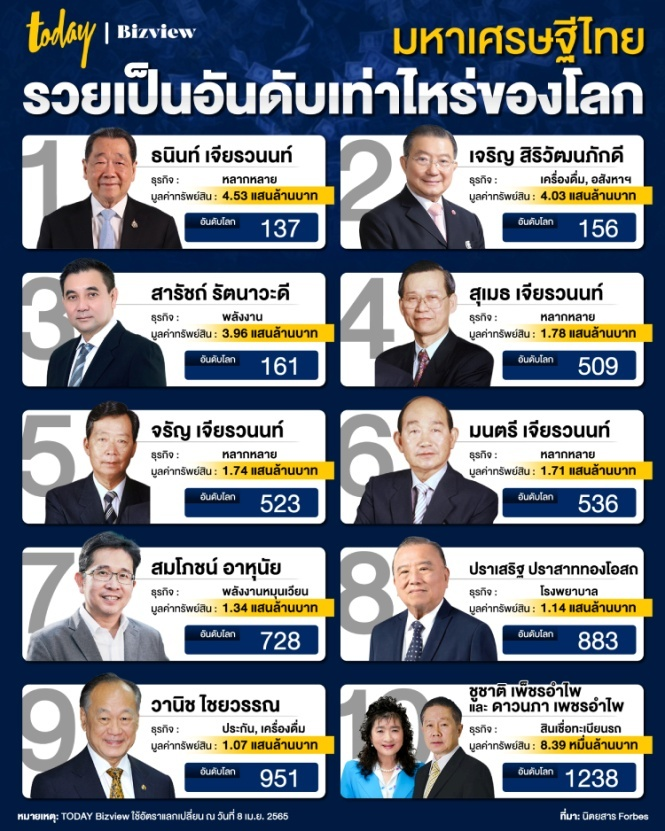 today | Bizview
มหาเศรษฐีไทย
รวยเป็นอันดับเท่าไหร่ของโลก
1
ธนินท์ เจียรวนนท์
ธุรกิจ : หลากหลาย
มูลค่าทรัพย์สิน : 4.53 แสนล้านบาท
อันดับโลก 137
2
เจริญ สิริวัฒนภักดี
ธุรกิจ : เครื่องดื่ม, อสังหาฯ
มูลค่าทรัพย์สิน : 4.03 แสนล้านบาท
อันดับโลก 156
3
สารัชถ์ รัตนาวะดี
ธุรกิจ : พลังงาน
มูลค่าทรัพย์สิน : 3.96 แสนล้านบาท
อันดับโลก 161
4
สุเมธ เจียรวนนท์
ธุรกิจ : หลากหลาย
มูลค่าทรัพย์สิน : 1.78 แสนล้านบาท
อันดับโลก 509
5
จรัญ เจียรวนนท์
ธุรกิจ : หลากหลาย
มูลค่าทรัพย์สิน : 1.74 แสนล้านบาท
อันดับโลก 523
6
มนตรี เจียรวนนท์
ธุรกิจ : หลากหลาย
มูลค่าทรัพย์สิน : 1.71 แสนล้านบาท
อันดับโลก 536
7
สมโภชน์ อาหุนัย
ธุรกิจ : พลังงานหมุนเวียน
มูลค่าทรัพย์สิน : 1.34 แสนล้านบาท
อันดับโลก 728
8
ปราเสริฐ ปราสาททองโอสถ
ธุรกิจ : โรงพยาบาล
มูลค่าทรัพย์สิน : 1.14 แสนล้านบาท
อันดับโลก 883
9
วานิช ไชยวรรณ
ธุรกิจ : ประกัน, เครื่องดื่ม
มูลค่าทรัพย์สิน : 1.07 แสนล้านบาท
อันดับโลก 951
10
ชูชาติ เพ็ชรอำไพ
และ ดาวนภา เพชรอำไพ
ธุรกิจ : สินเชื่อทะเบียนรถ
มูลค่าทรัพย์สิน : 8.39 หมื่นล้านบาท
อันดับโลก 1238
หมายเหตุ: TODAY Bizview ใช้อัตราแลกเปลี่ยน ณ วันที่ 8 เม.ย. 2565
ที่มา: นิตยสาร Forbes